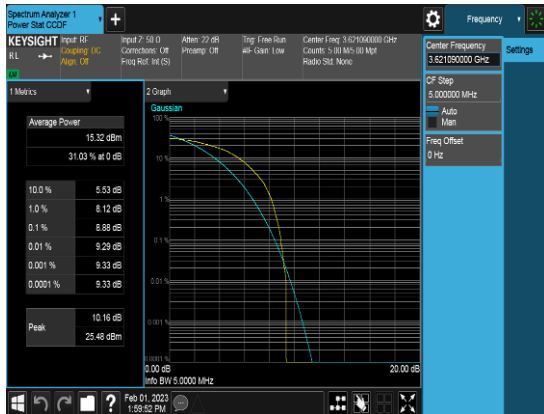 Spectrum Analyzer 1
Power Stat CCDF
+
Frequency
KEYSIGHT
RL
Input: RF
Coupling: DC
Align: Off
Input Z: 50 Ω
Corrections: Off
Freq Ref: Int (S)
Atten: 22 dB
Preamp: Off
Trig: Free Run
#IF Gain: Low
Center Freq: 3.621090000 GHz
Counts: 5.00 M/5.00 Mpt
Radio Std: None
1 Metrics
Average Power
15.32 dBm
31.03 % at 0 dB
10.0 % 5.53 dB
1.0 % 8.12 dB
0.1 % 8.88 dB
0.01 % 9.29 dB
0.001 % 9.33 dB
0.0001 % 9.33 dB
Peak
10.16 dB
25.48 dBm
2 Graph
Gaussian
100 %
10 %
1 %
0.1 %
0.01 %
0.001 %
0.0001 %
0.00 dB
20.00 dB
Info BW 5.0000 MHz
Center Frequency
3.621090000 GHz
Settings
CF Step
5.000000 MHz
Auto
Man
Freq Offset
0 Hz
?
Feb 01, 2023
1:59:52 PM